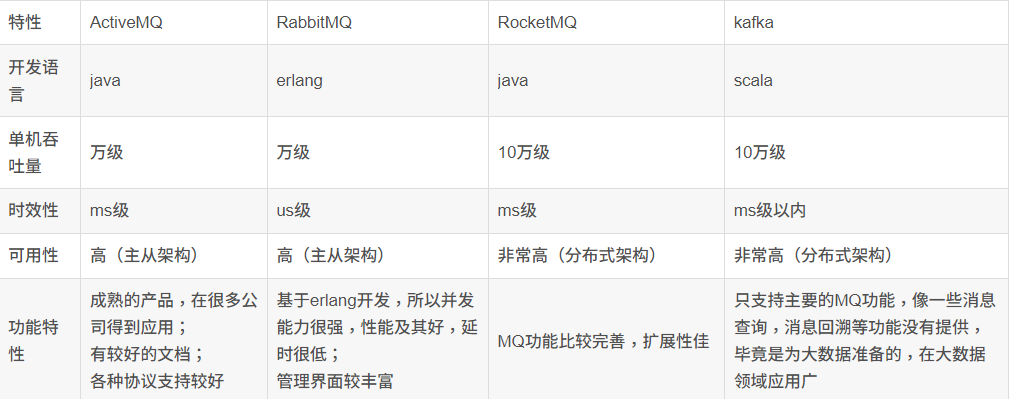 特性 ActiveMQ RabbitMQ RocketMQ kafka
开发语
言
java erlang java scala
单机吞
吐量
万级 万级 10万级 10万级
时效性 ms级 us级 ms级 ms级以内
可用性 高（主从架构） 高（主从架构） 非常高（分布式架构） 非常高（分布式架构）
功能特
性
成熟的产品，在很多公
司得到应用；
有较好的文档；
各种协议支持较好
基于erlang开发，所以并发
能力很强，性能及其好，延
时很低；
管理界面较丰富
MQ功能比较完善，扩展性佳
只支持主要的MQ功能，像一些消息
查询，消息回溯等功能没有提供，
毕竟是为大数据准备的，在大数据
领域应用广